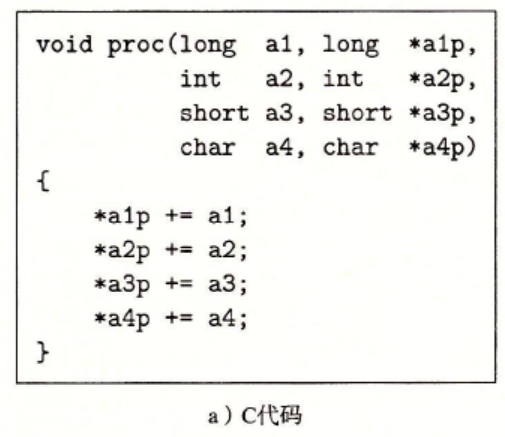 void proc(long  a1, long  *a1p,
          int   a2, int   *a2p,
          short a3, short *a3p,
          char  a4, char  *a4p)
{
    *a1p += a1;
    *a2p += a2;
    *a3p += a3;
    *a4p += a4;
}
a）C代码